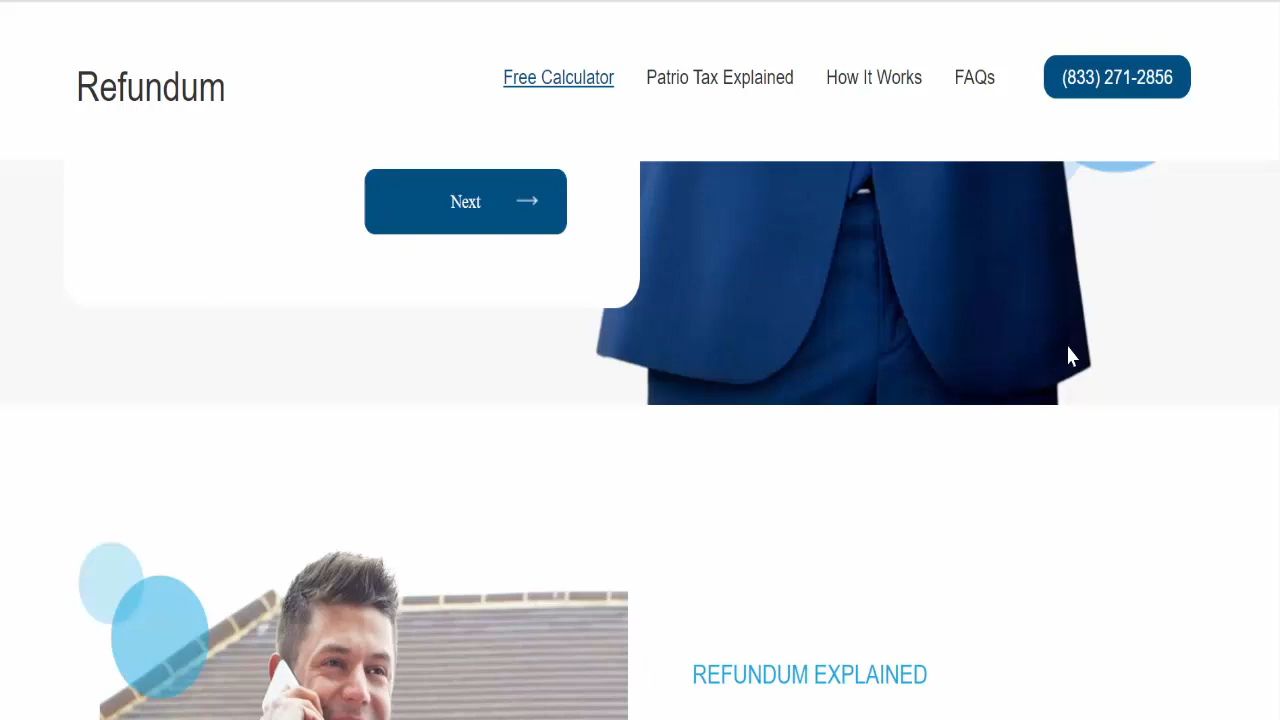 Refundum
Free Calculator
Patrio Tax Explained
How It Works
FAQs
(833) 271-2856
Next
REFUNDUM EXPLAINED